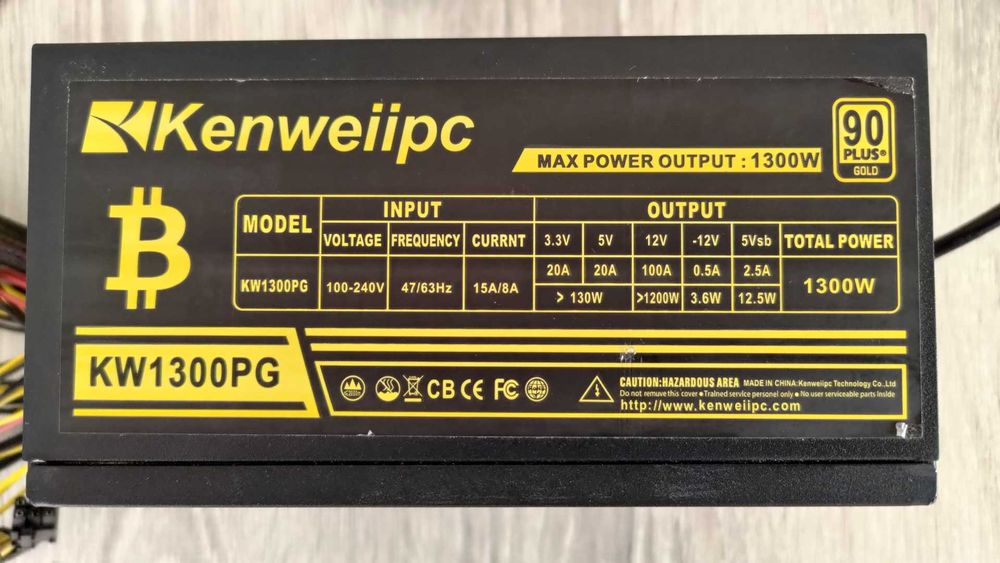 Kenweiipc
MAX POWER OUTPUT : 1300W
90
PLUS®
GOLD
MODEL INPUT OUTPUT
VOLTAGE FREQUENCY CURRNT 3.3V 5V 12V -12V 5Vsb TOTAL POWER
KW1300PG 100-240V 47/63Hz 15A/8A 20A 20A 100A 0.5A 2.5A 1300W
> 130W >1200W 3.6W 12.5W
KW1300PG
CB CE FC
CAUTION:HAZARDOUS AREA MADE IN CHINA:Kenweiipc Technology Co.,Ltd
Do not remuve this cover ● Tralned service personel only ● No user serviceable parts Inside
http://www.kenweiipc.com